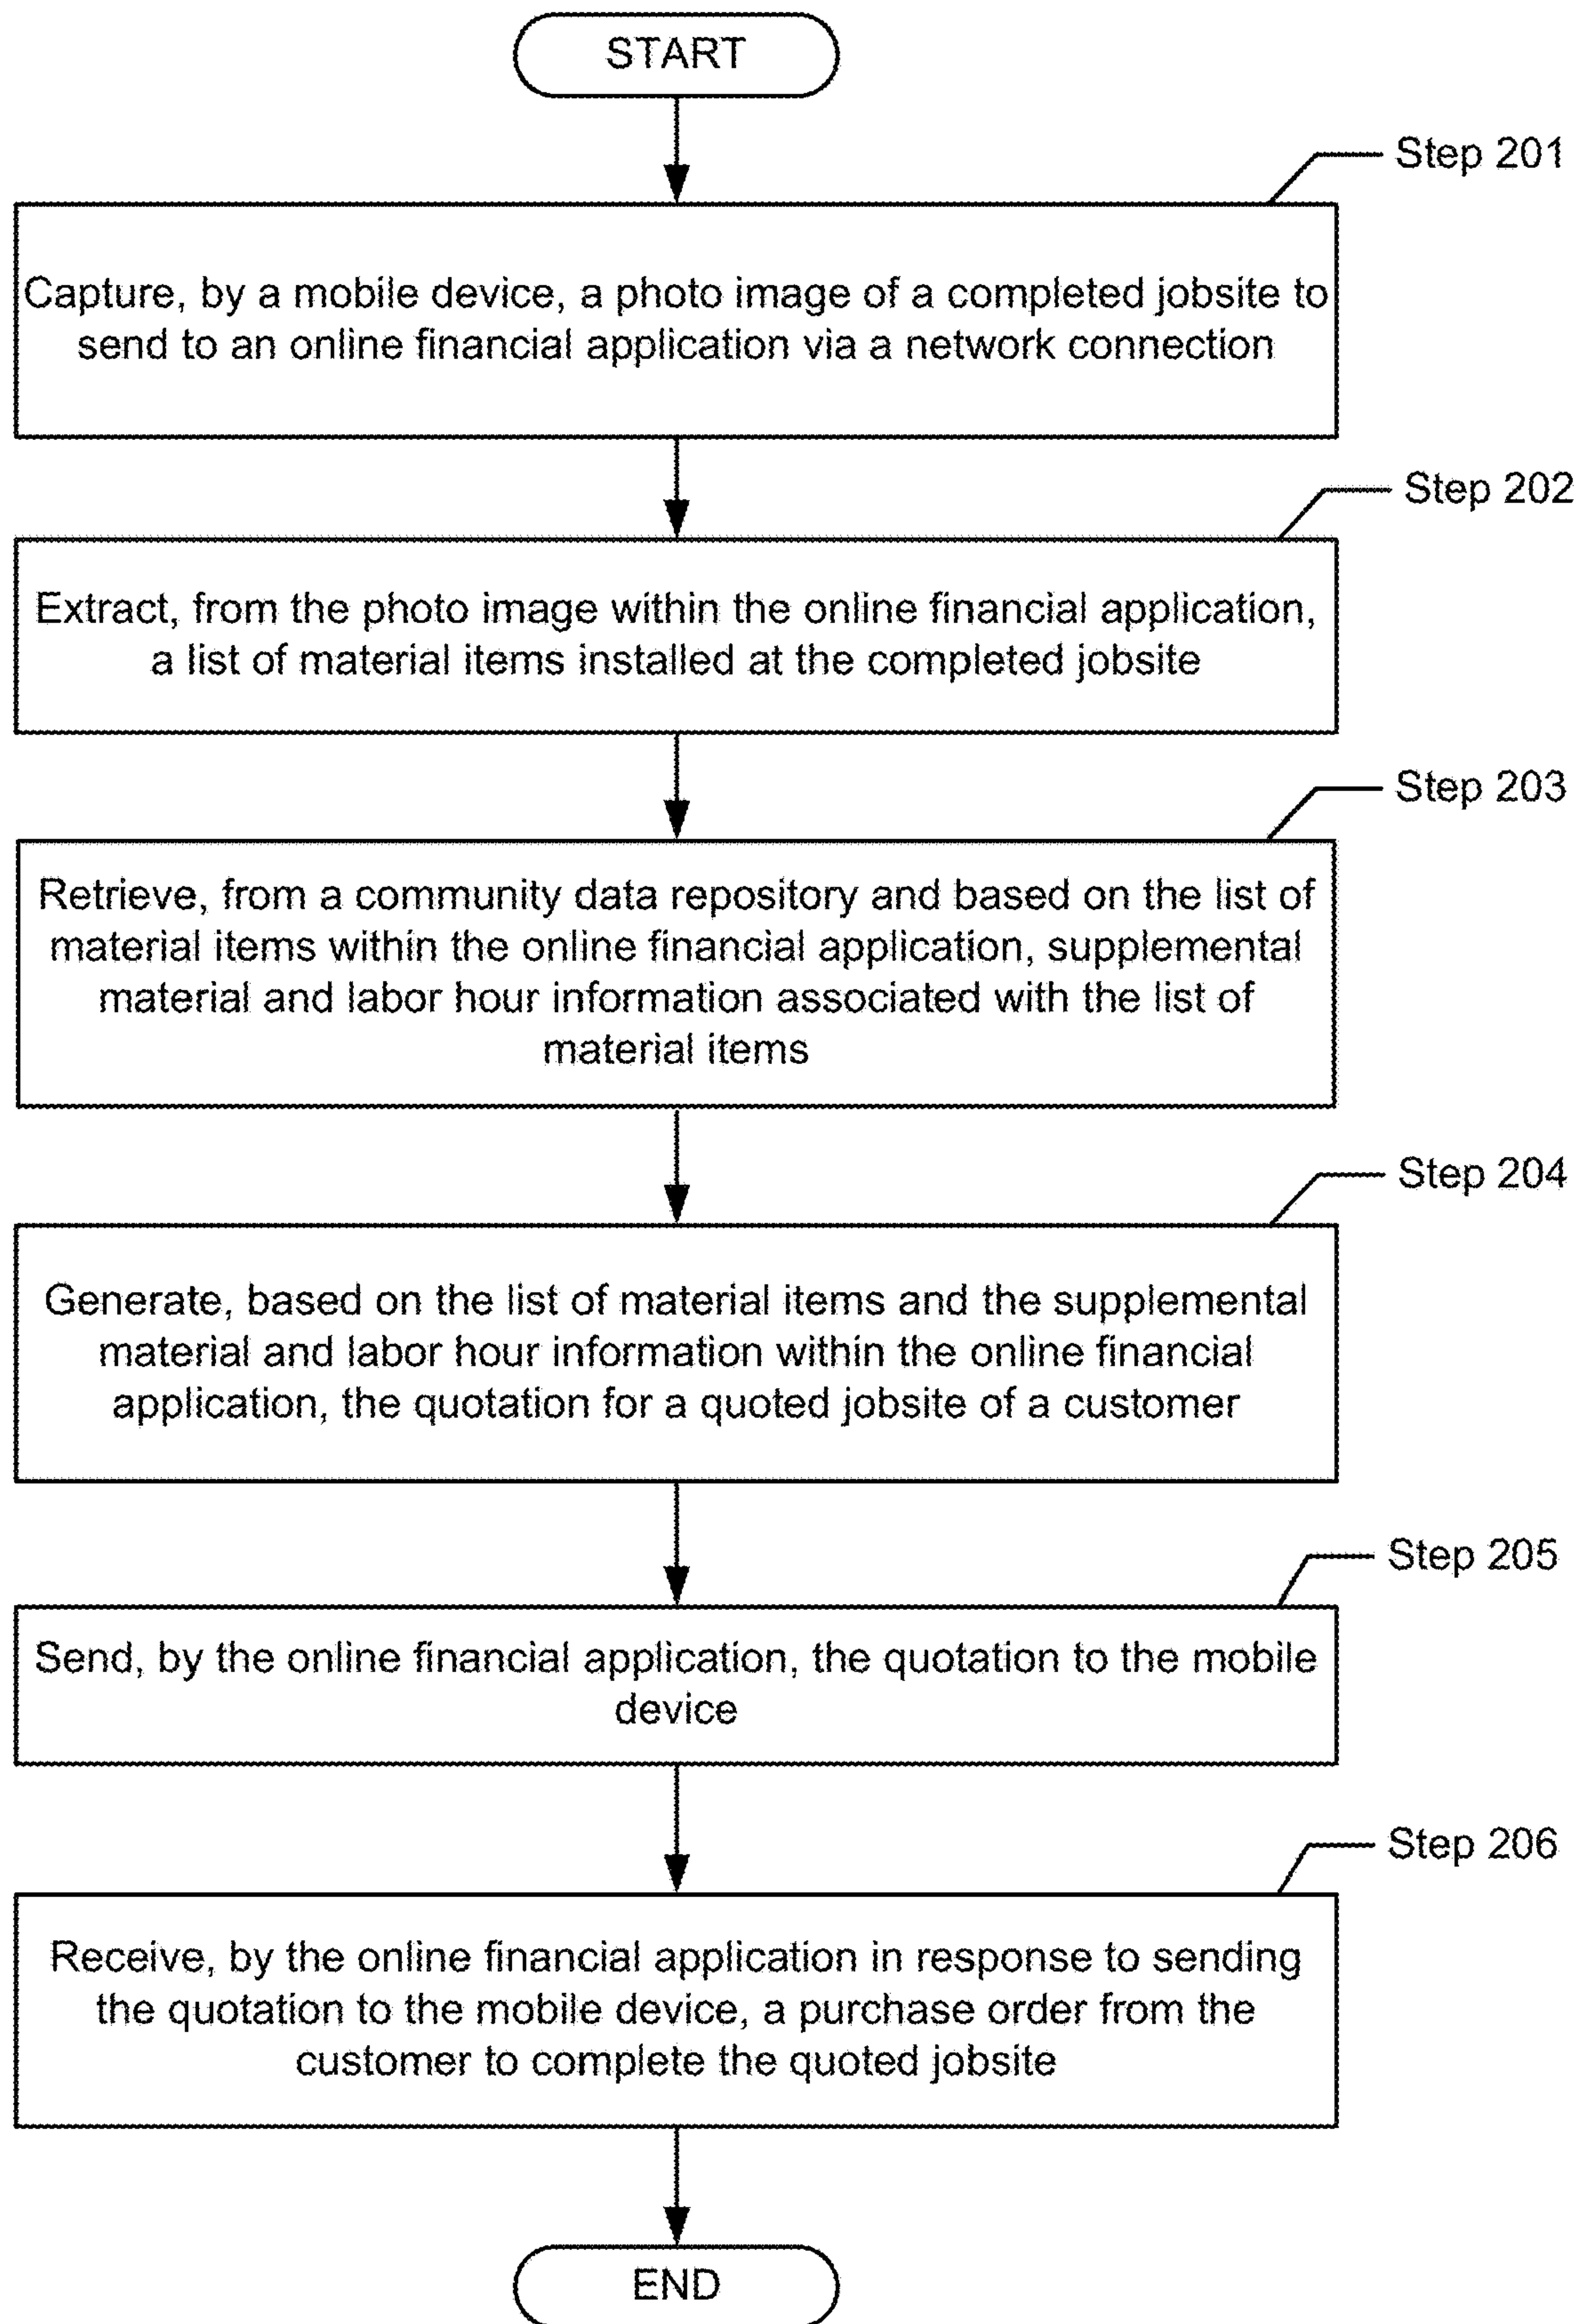 START
Step 201
Capture, by a mobile device, a photo image of a completed jobsite to
send to an online financial application via a network connection
Step 202
Extract, from the photo image within the online financial application,
a list of material items installed at the completed jobsite
Step 203
Retrieve, from a community data repository and based on the list of
material items within the online financial application, supplemental
material and labor hour information associated with the list of
material items
Step 204
Generate, based on the list of material items and the supplemental
material and labor hour information within the online financial
application, the quotation for a quoted jobsite of a customer
Step 205
Send, by the online financial application, the quotation to the mobile
device
Step 206
Receive, by the online financial application in response to sending
the quotation to the mobile device, a purchase order from the
customer to complete the quoted jobsite
END